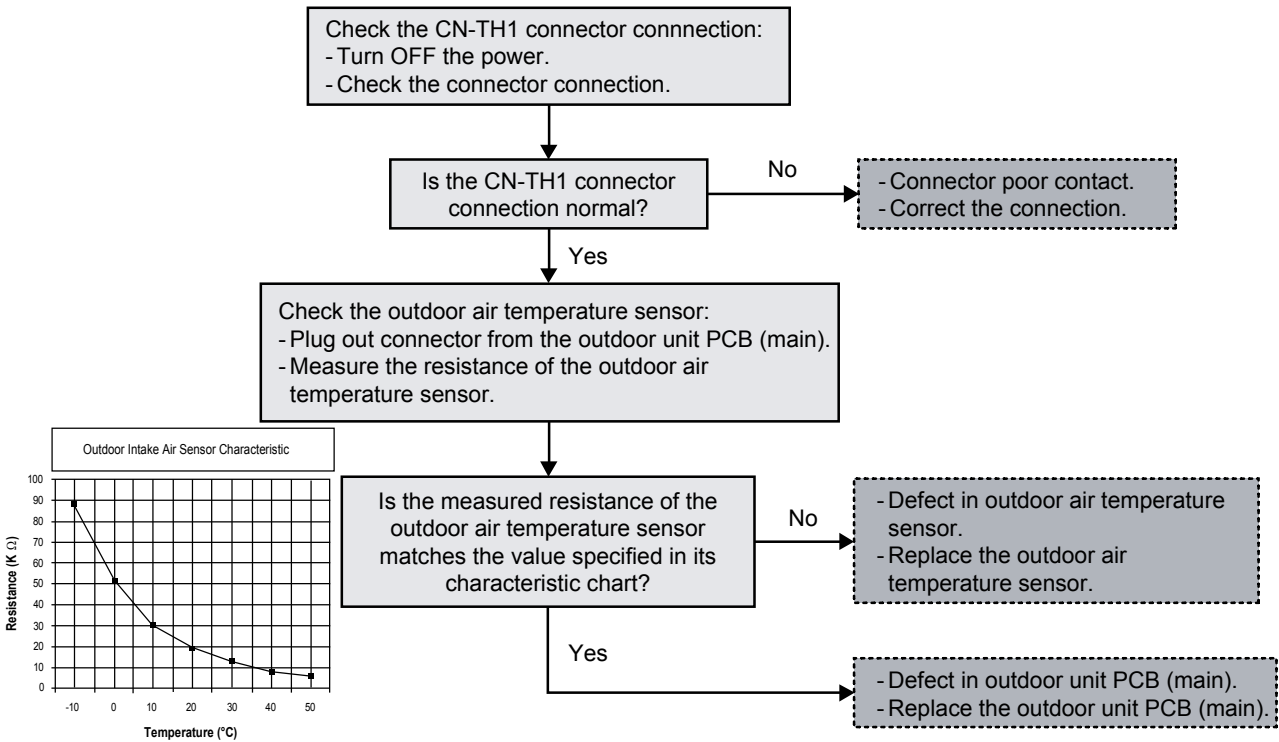 Check the CN-TH1 connector connnection:
- Turn OFF the power.
- Check the connector connection.
Is the CN-TH1 connector
connection normal?
No
- Connector poor contact.
- Correct the connection.
Yes
Check the outdoor air temperature sensor:
- Plug out connector from the outdoor unit PCB (main).
- Measure the resistance of the outdoor air
temperature sensor.
Outdoor Intake Air Sensor Characteristic
100
90
80
70
60
50
40
30
20
10
0
Resistance (K Ω)
-10 0 10 20 30 40 50
Temperature (°C)
Is the measured resistance of the
outdoor air temperature sensor
matches the value specified in its
characteristic chart?
No
- Defect in outdoor air temperature
sensor.
- Replace the outdoor air
temperature sensor.
Yes
- Defect in outdoor unit PCB (main).
- Replace the outdoor unit PCB (main).